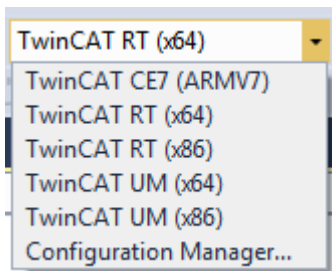 TwinCAT RT (x64)
TwinCAT CE7 (ARMV7)
TwinCAT RT (x64)
TwinCAT RT (x86)
TwinCAT UM (x64)
TwinCAT UM (x86)
Configuration Manager...